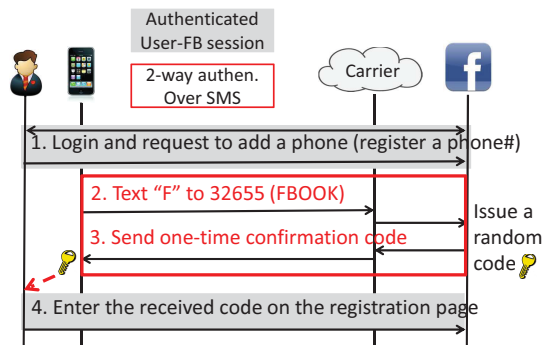 Authenticated
User-FB session
2-way authen.
Over SMS
Carrier
f
1. Login and request to add a phone (register a phone#)
2. Text “F” to 32655 (FBOOK)
3. Send one-time confirmation code
Issue a
random
code
4. Enter the received code on the registration page